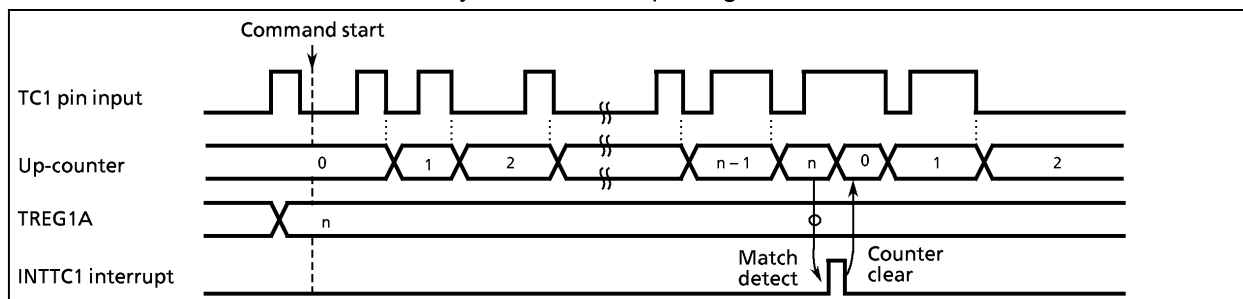 Command start
TC1 pin input
Up-counter 0 1 2 n – 1 n 0 1 2
TREG1A n
Match detect
Counter clear
INTTC1 interrupt